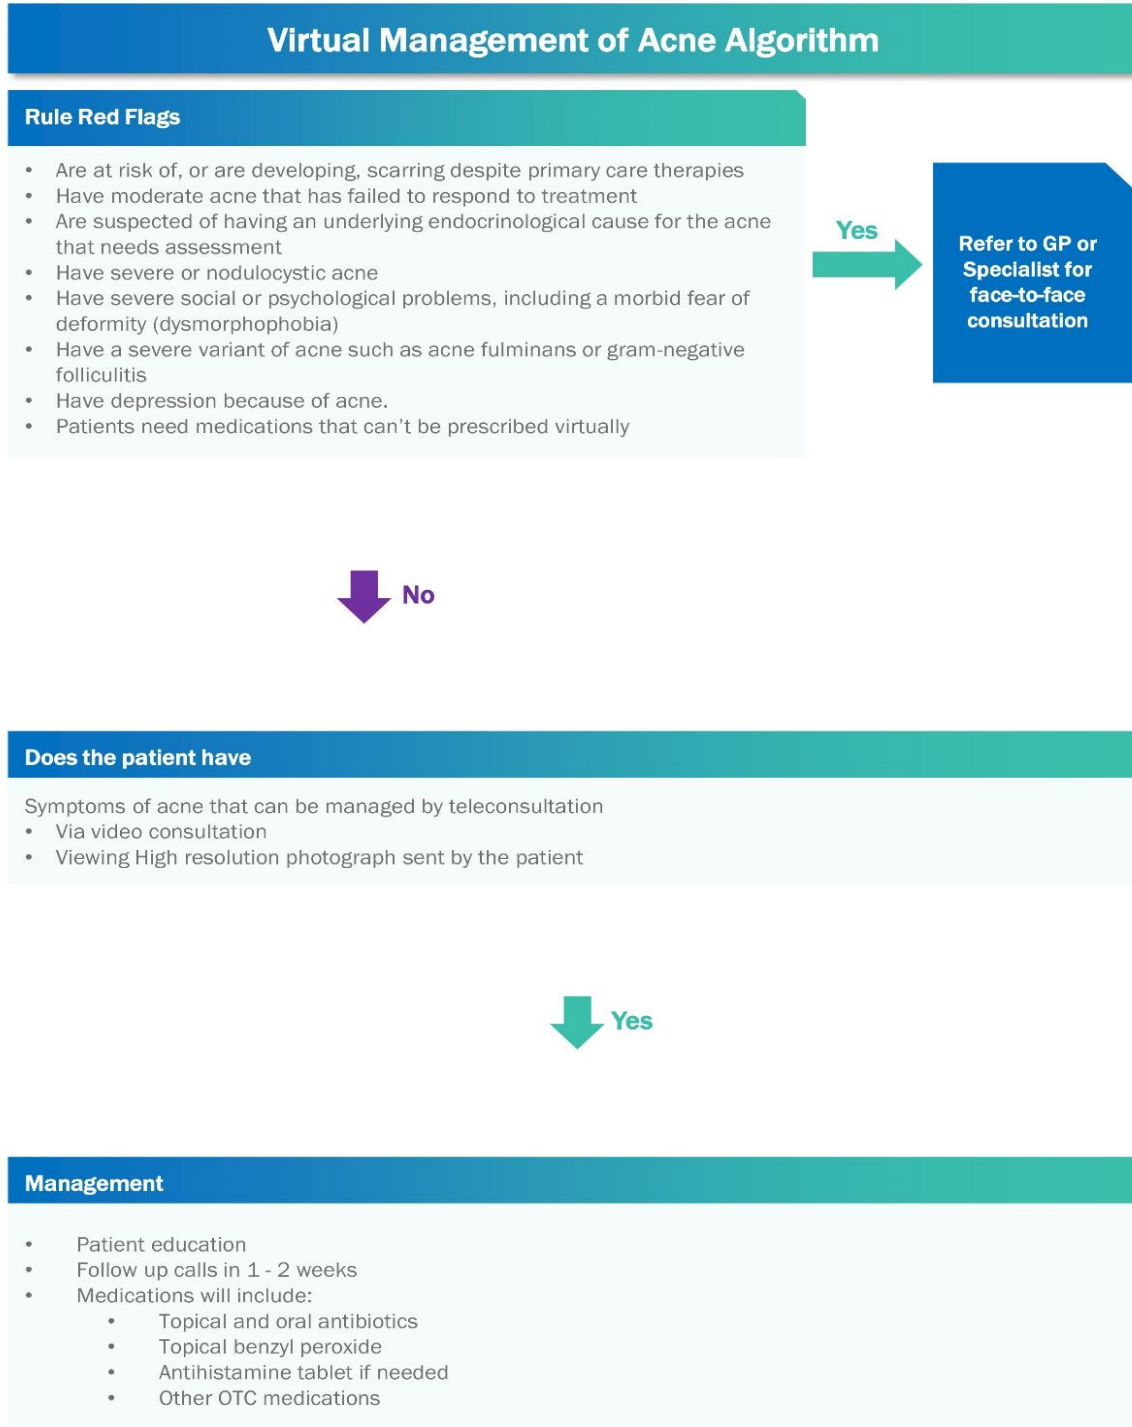 Virtual Management of Acne Algorithm
Rule Red Flags
• Are at risk of, or are developing, scarring despite primary care therapies
• Have moderate acne that has failed to respond to treatment
• Are suspected of having an underlying endocrinological cause for the acne
that needs assessment
• Have severe or nodulocystic acne
• Have severe social or psychological problems, including a morbid fear of
deformity (dysmorphophobia)
• Have a severe variant of acne such as acne fulminans or gram-negative
folliculitis
• Have depression because of acne.
• Patients need medications that can't be prescribed virtually
Yes
Refer to GP or
Specialist for
face-to-face
consultation
No
Does the patient have
Symptoms of acne that can be managed by teleconsultation
• Via video consultation
• Viewing High resolution photograph sent by the patient
Yes
Management
• Patient education
• Follow up calls in 1 - 2 weeks
• Medications will include:
• Topical and oral antibiotics
• Topical benzyl peroxide
• Antihistamine tablet if needed
• Other OTC medications